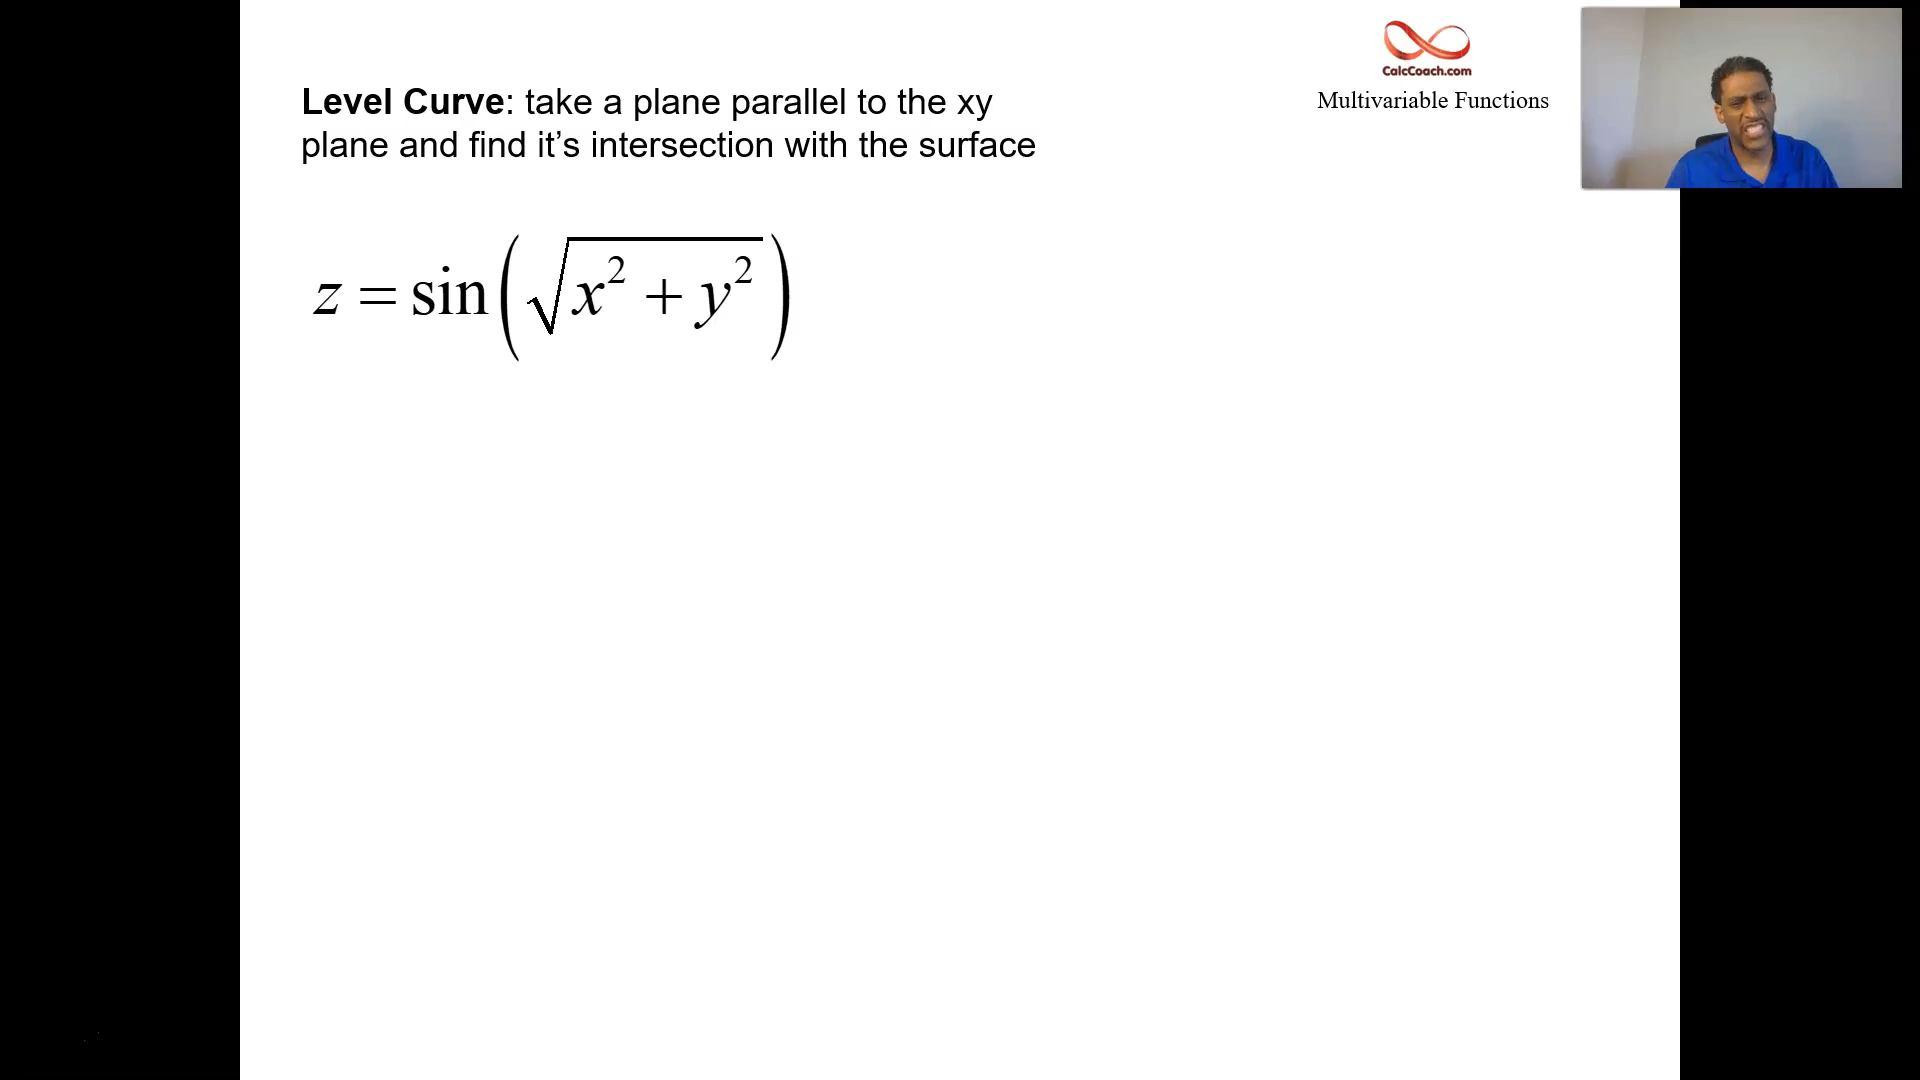 CalcCoach.com
Multivariable Functions
Level Curve: take a plane parallel to the xy
plane and find it’s intersection with the surface
z = sin(√(x² + y²))